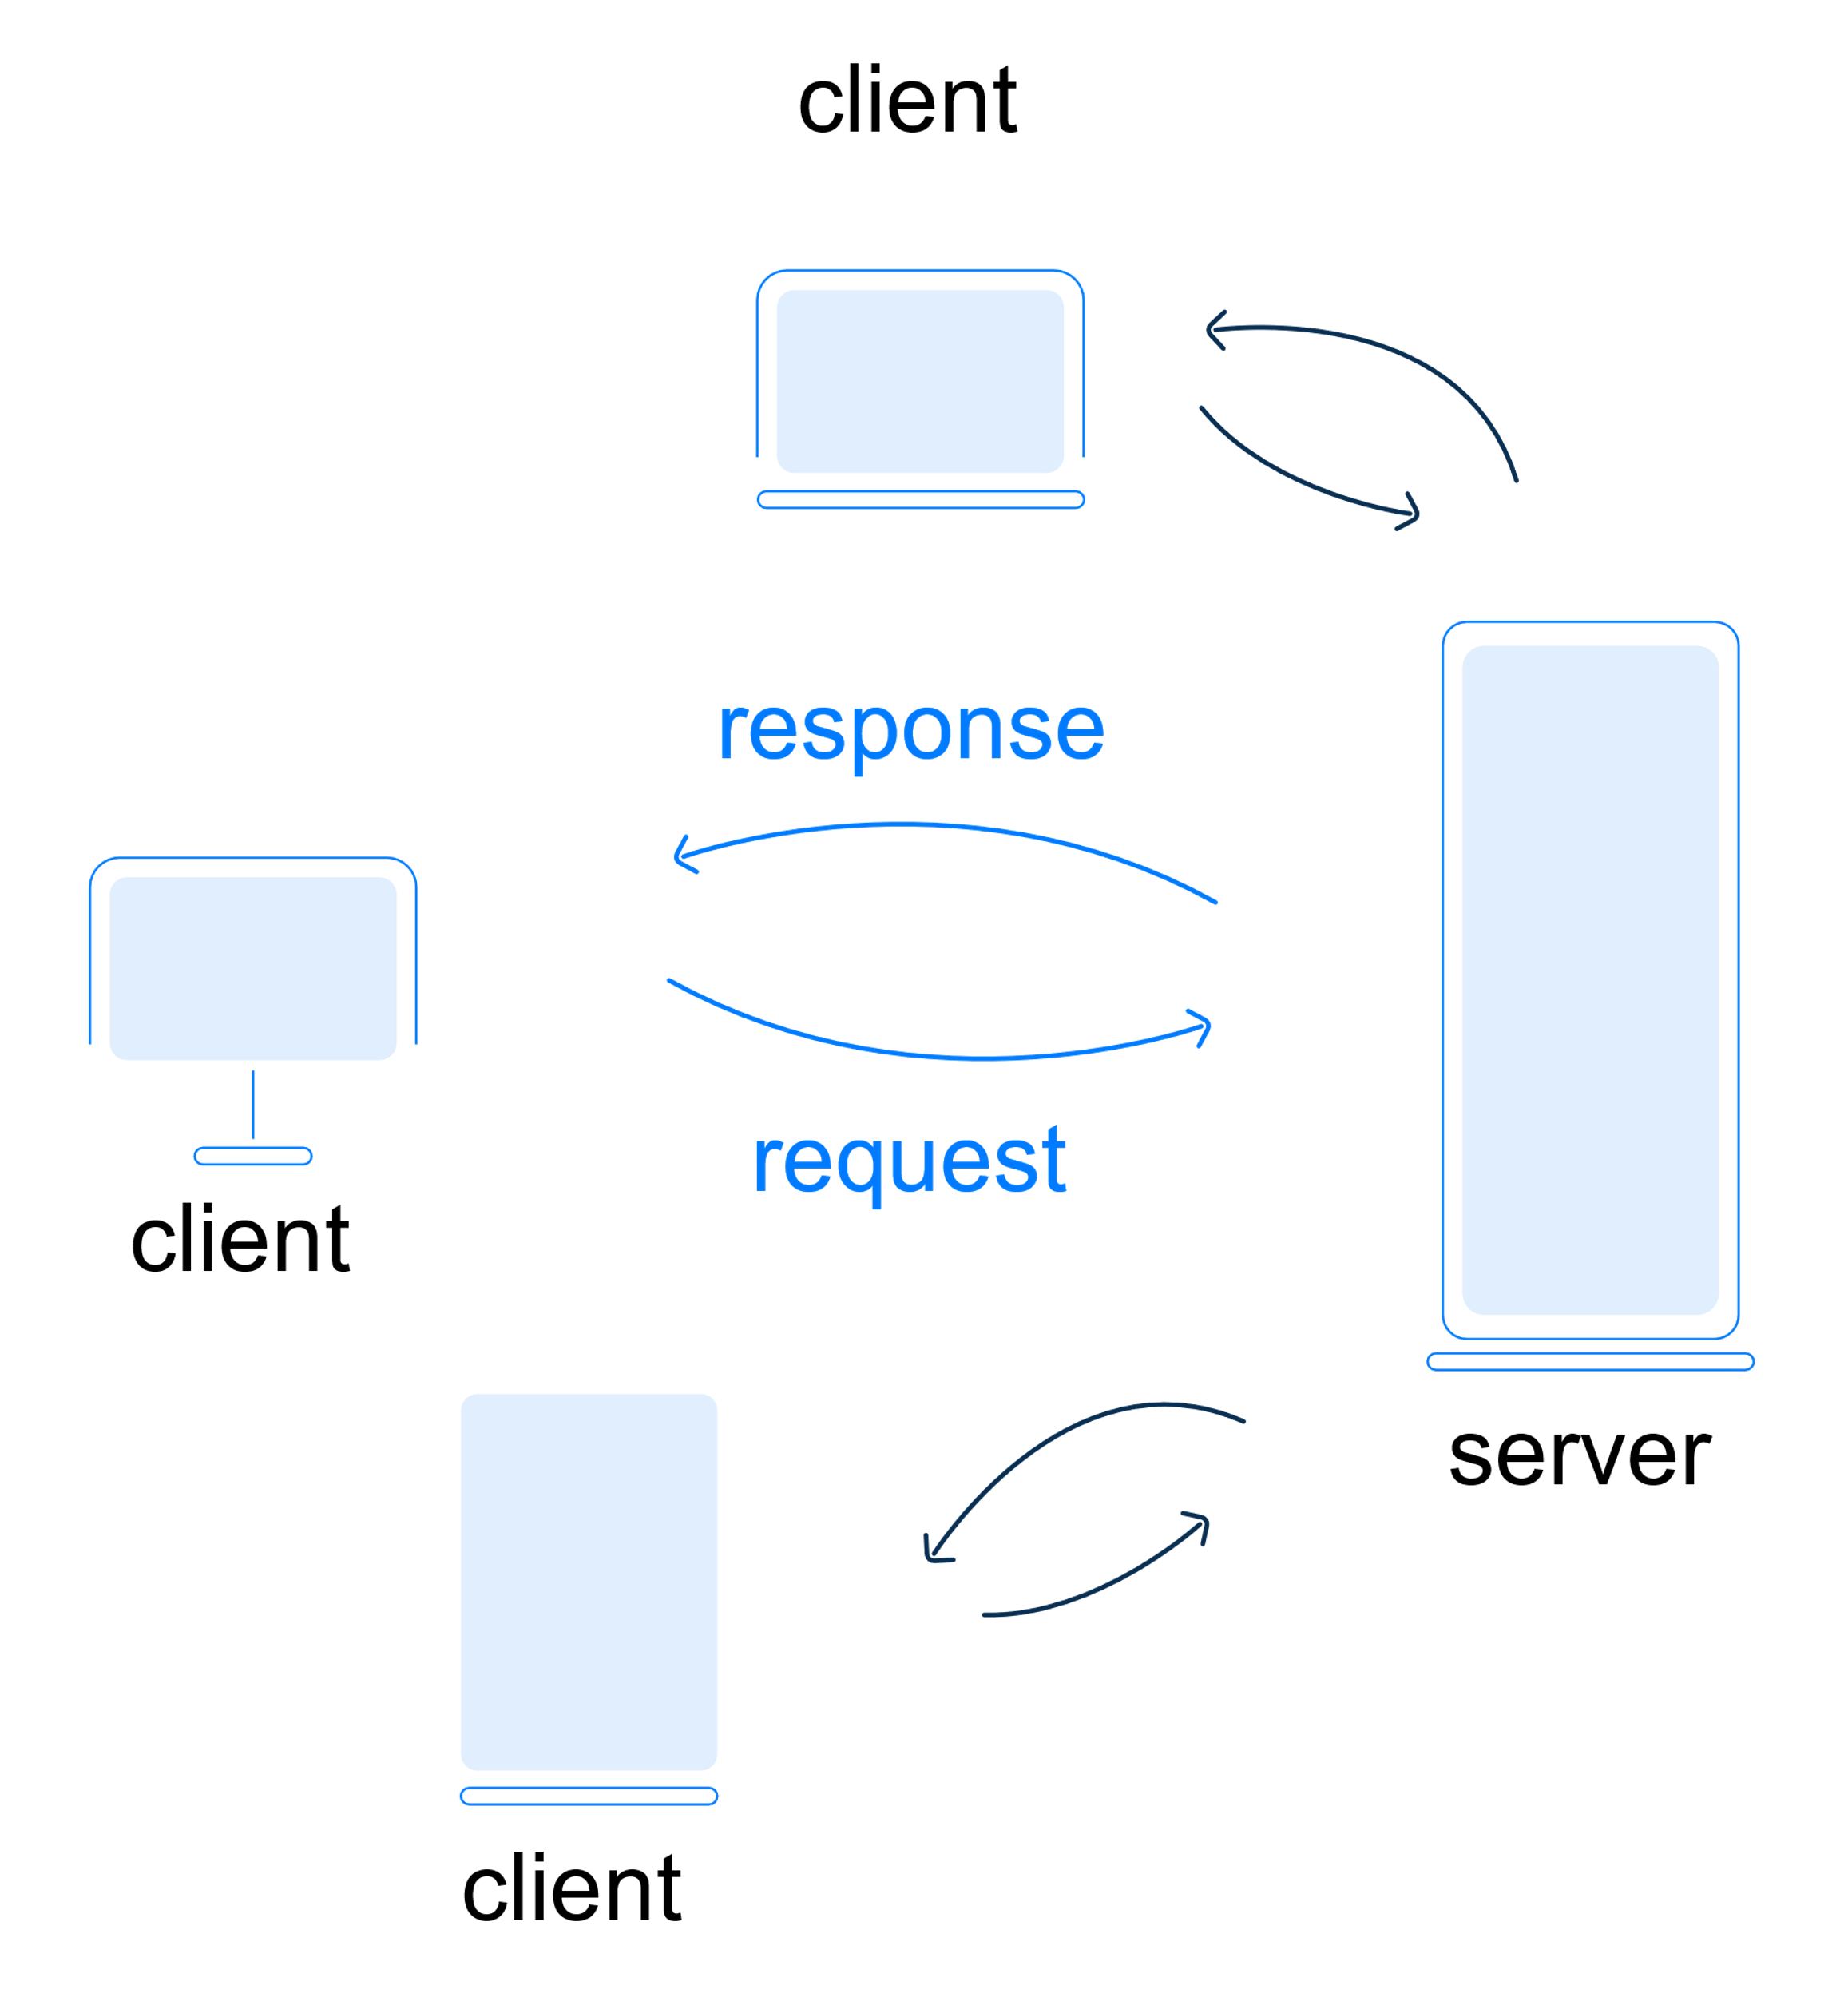 client
response
request
client
server
client